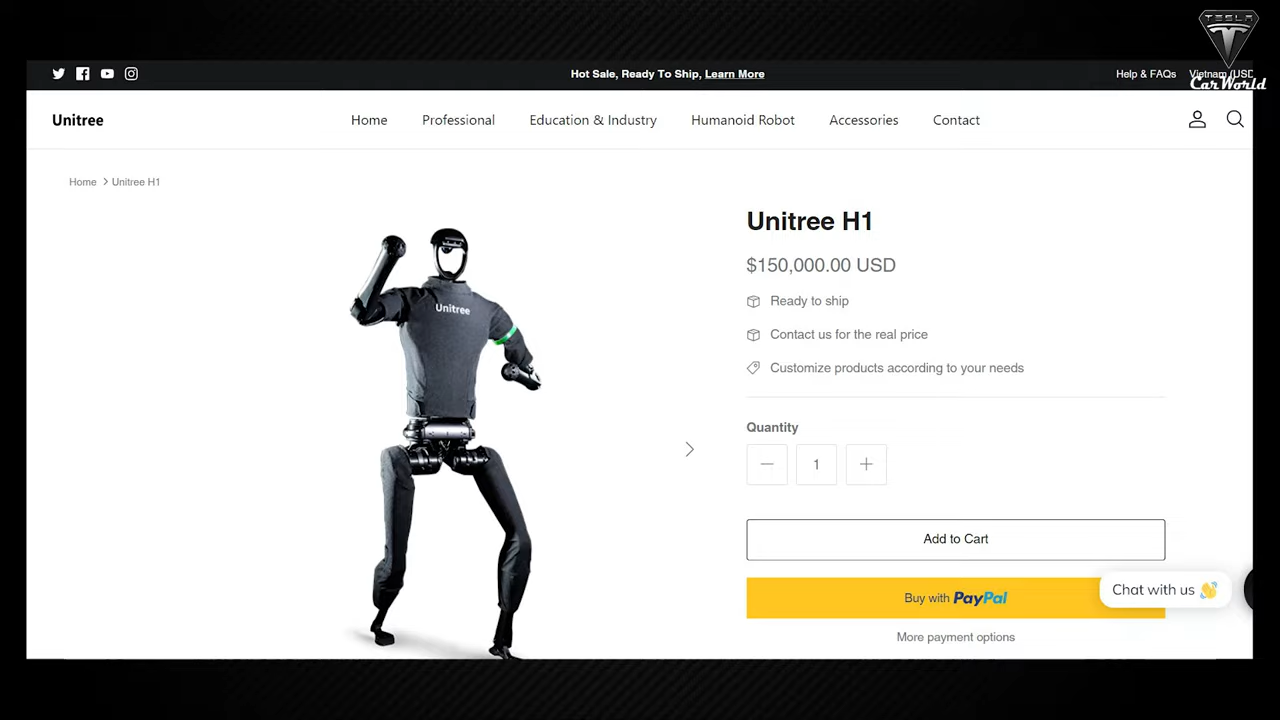 TESLA
CarWorld
Hot Sale, Ready To Ship, Learn More
Help & FAQs
Vietnam (USD
Unitree
Home
Professional
Education & Industry
Humanoid Robot
Accessories
Contact
Home > Unitree H1
Unitree H1
$150,000.00 USD
Ready to ship
Contact us for the real price
Customize products according to your needs
Unitree
Quantity
1
Add to Cart
Buy with PayPal
Chat with us 👋
More payment options